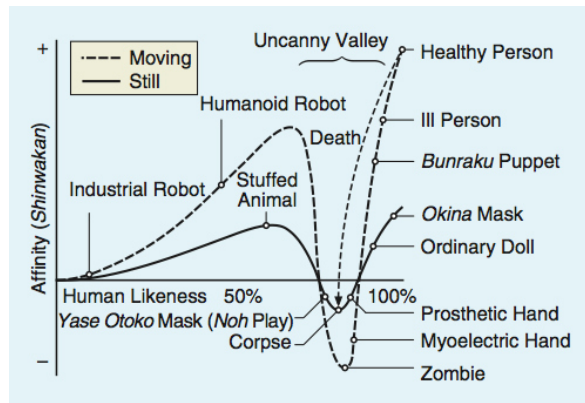 +
Moving
Still
Uncanny Valley
Healthy Person
Humanoid Robot
Death
Ill Person
Bunraku Puppet
Industrial Robot
Stuffed
Animal
Okina Mask
Ordinary Doll
Affinity (Shinwakan)
Human Likeness 50% 100%
Yase Otoko Mask (Noh Play)
Prosthetic Hand
Corpse
Myoelectric Hand
–
Zombie